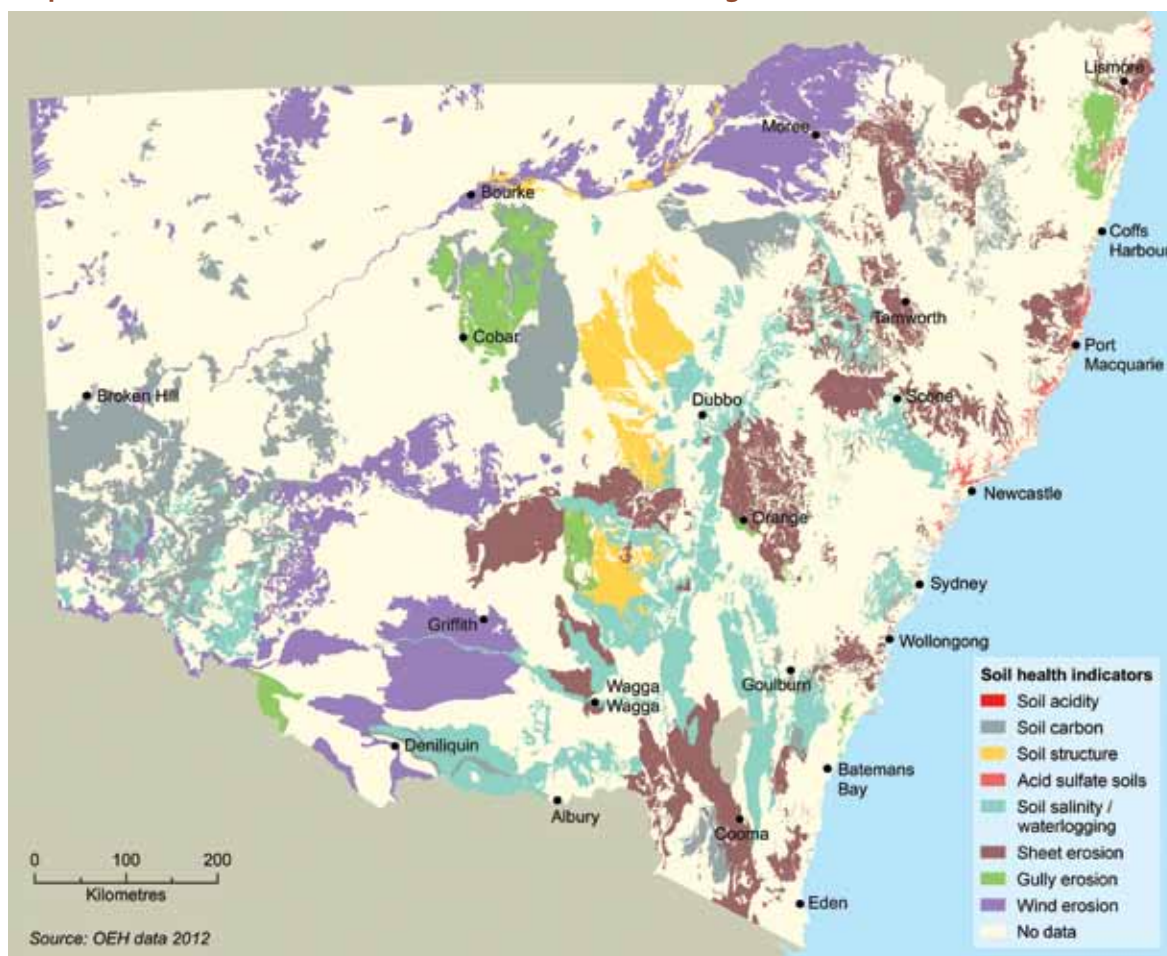 Lismore
Moree
Bourke
Coffs
Harbour
Cobar
Tamworth
Port
Macquarie
Broken Hill
Scone
Dubbo
Newcastle
Orange
Sydney
Griffith
Wollongong
Goulburn
Wagga
Wagga
Deniliquin
Batemans
Bay
Albury
Cooma
Eden
Soil health indicators
Soil acidity
Soil carbon
Soil structure
Acid sulfate soils
Soil salinity /
waterlogging
Sheet erosion
Gully erosion
Wind erosion
No data
0 100 200
Kilometres
Source: OEH data 2012